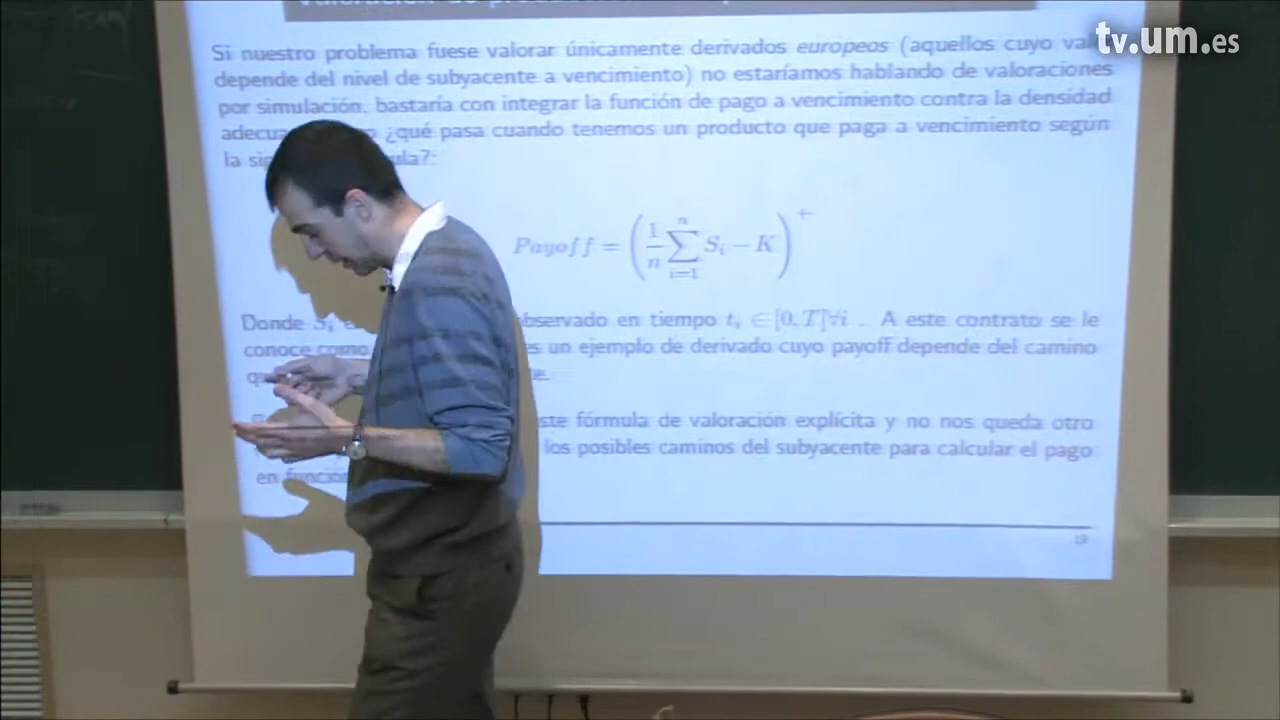 tv.um.es
Si nuestro problema fuese valorar únicamente derivados europeos (aquellos cuyo
depende del nivel de subyacente a vencimiento) no estaríamos hablando de valoraciones
por simulación, bastaría con integrar la función de pago a vencimiento contra la densidad
¿qué pasa cuando tenemos un producto que paga a vencimiento según
la
Payoff = (1/n ∑_{i=1}^{n} S_i − K)^+
Donde S_i observado en tiempo t_i ∈ [0, T]∀i . A este contrato se le
conoce como un ejemplo de derivado cuyo payoff depende del camino
fórmula de valoración explícita y no nos queda otro
los posibles caminos del subyacente para calcular el pago
en función
19